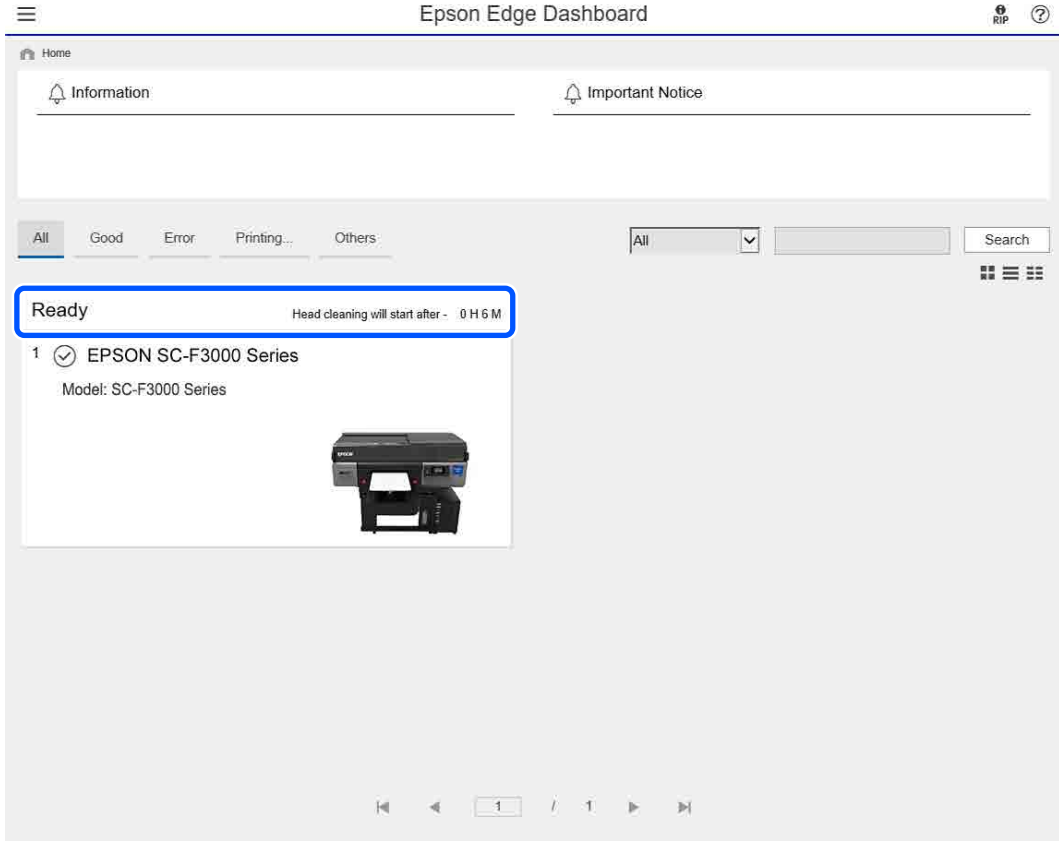 Epson Edge Dashboard
RIP
Home
Information
Important Notice
All Good Error Printing... Others
All
Search
Ready Head cleaning will start after - 0 H 6 M
1 EPSON SC-F3000 Series
Model: SC-F3000 Series
EPSON
1 / 1